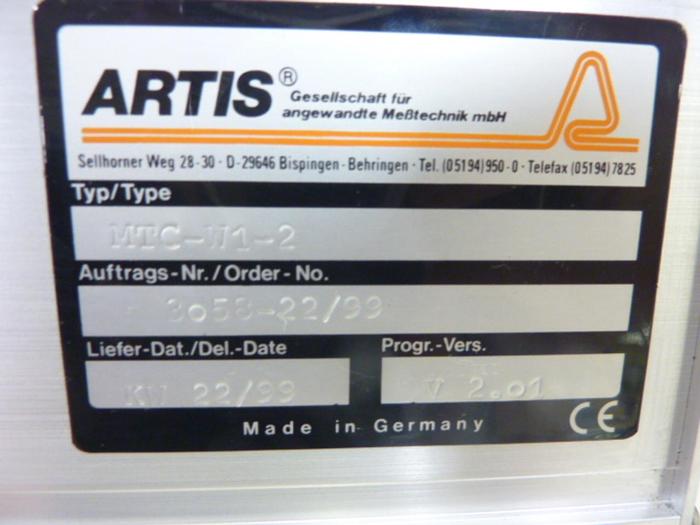 ARTIS® Gesellschaft für
angewandte Meßtechnik mbH
Sellhorner Weg 28-30 · D-29646 Bispingen-Behringen · Tel. (05194) 950-0 · Telefax (05194) 7825
Typ/Type
MTC-W1-2
Auftrags-Nr./Order-No.
3058-22/99
Liefer-Dat./Del.-Date
Progr.-Vers.
KW 22/99
V 2.01
Made in Germany
CE